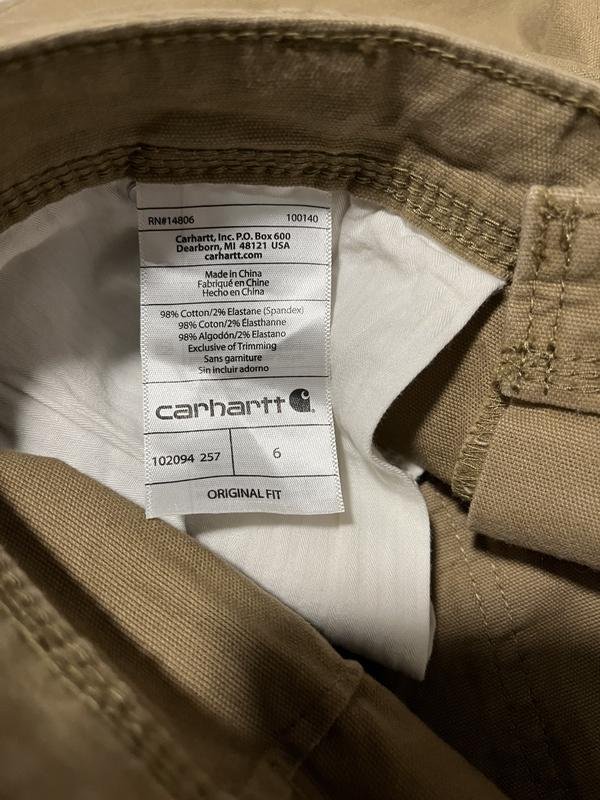 RN#14806 100140
Carhartt, Inc. P.O. Box 600
Dearborn, MI 48121 USA
carhartt.com
Made in China
Fabriqué en Chine
Hecho en China
98% Cotton/2% Elastane (Spandex)
98% Coton/2% Élasthanne
98% Algodón/2% Elastano
Exclusive of Trimming
Sans garniture
Sin incluir adorno
carhartt
102094 257 6
ORIGINAL FIT